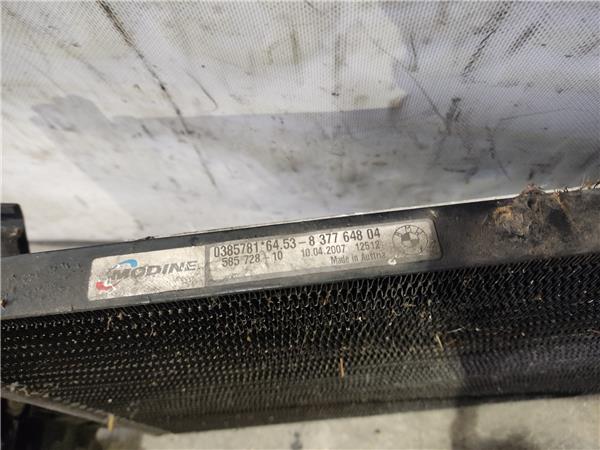 MODINE
0385781*64.53-8 377 648 04
585 728-10 10.04.2007 12512
Made in Austria